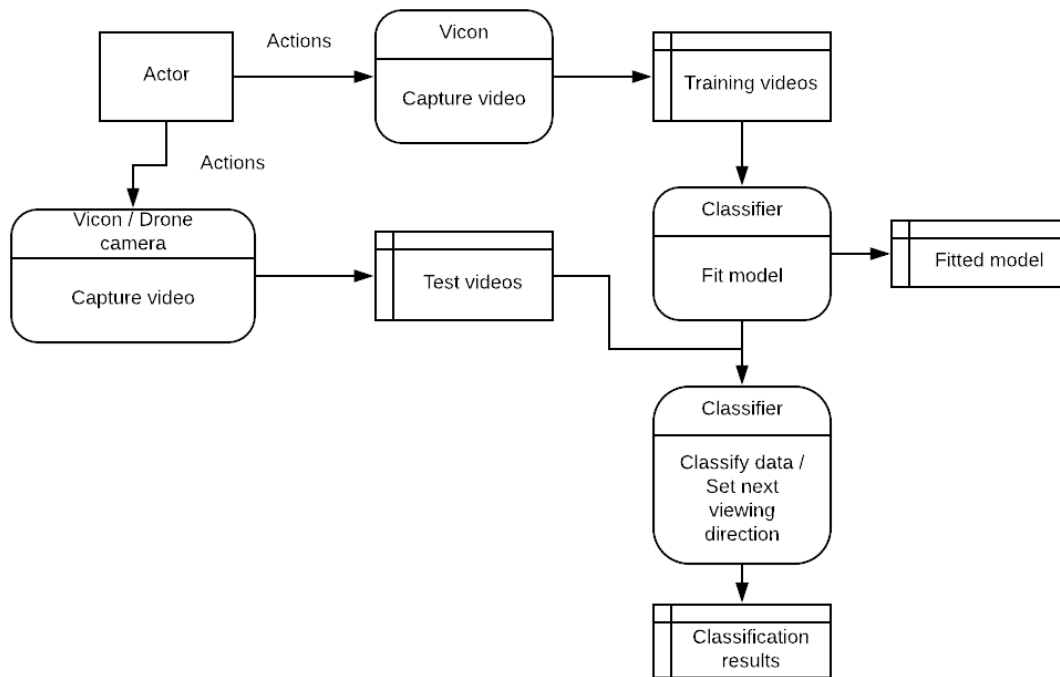 Actor
Actions
Vicon
Capture video
Training videos
Actions
Vicon / Drone
camera
Capture video
Test videos
Classifier
Fit model
Fitted model
Classifier
Classify data /
Set next
viewing
direction
Classification
results